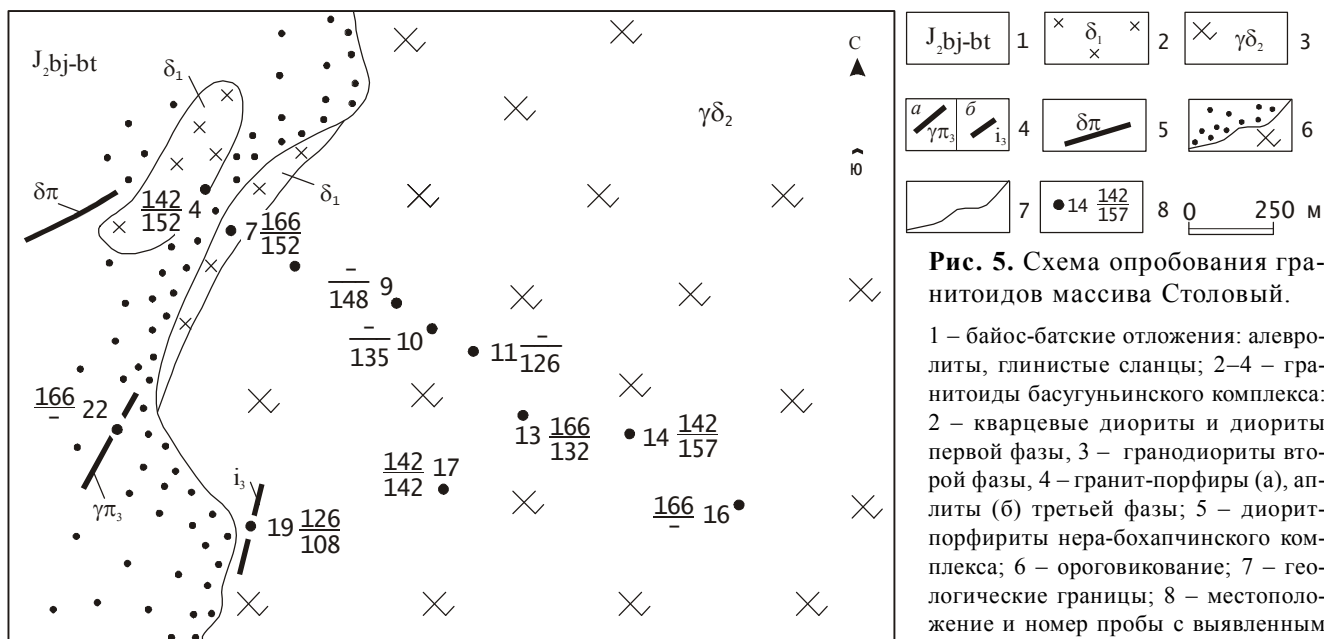 J₂bj-bt
δ₁
С
Ю
γδ₂
δπ
142
152 4
δ₁
7 166
152
–
148 9
–
135 10
11 –
126
166
– 22
13 166
132
14 142
157
142
142 17
166
– 16
γπ₃
i₃
19 126
108
J₂bj-bt 1
δ₁ 2
γδ₂ 3
а γπ₃ б i₃ 4
δπ 5
6
7
14 142
157 8
0 250 м
Рис. 5. Схема опробования гра-
нитоидов массива Столовый.
1 – байос-батские отложения: алевро-
литы, глинистые сланцы; 2–4 – гра-
нитоиды басугуньинского комплекса:
2 – кварцевые диориты и диориты
первой фазы, 3 – гранодиориты вто-
рой фазы, 4 – гранит-порфиры (а), ап-
литы (б) третьей фазы; 5 – диорит-
порфириты нера-бохапчинского ком-
плекса; 6 – ороговикование; 7 – гео-
логические границы; 8 – местополо-
жение и номер пробы с выявленным